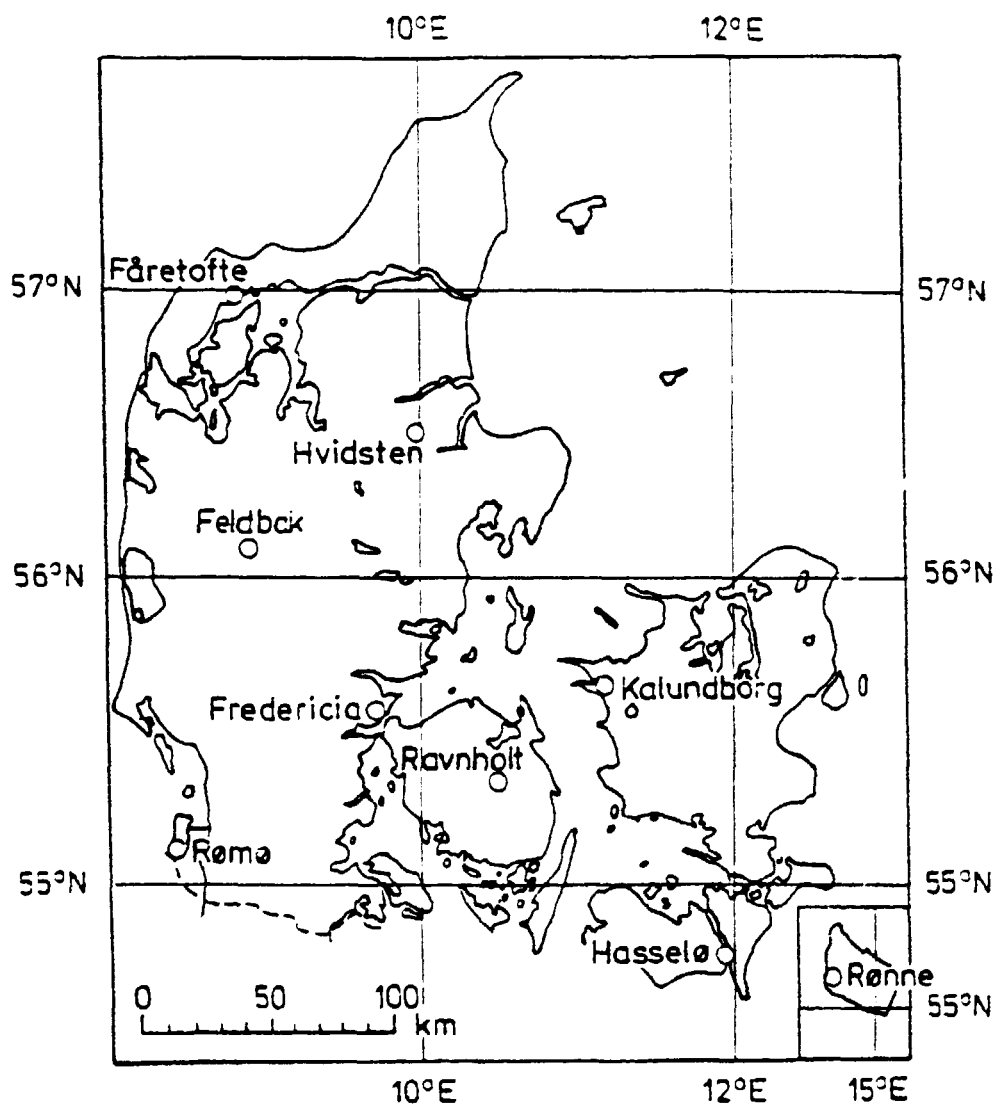 10°E 12°E
Fåretofte
57°N 57°N
Hvidsten
Feldbak
56°N 56°N
Kalundborg
Fredericia
Ravnholt
Rømø
55°N 55°N
Hasselø
Rønne
0 50 100
km
55°N
10°E 12°E 15°E